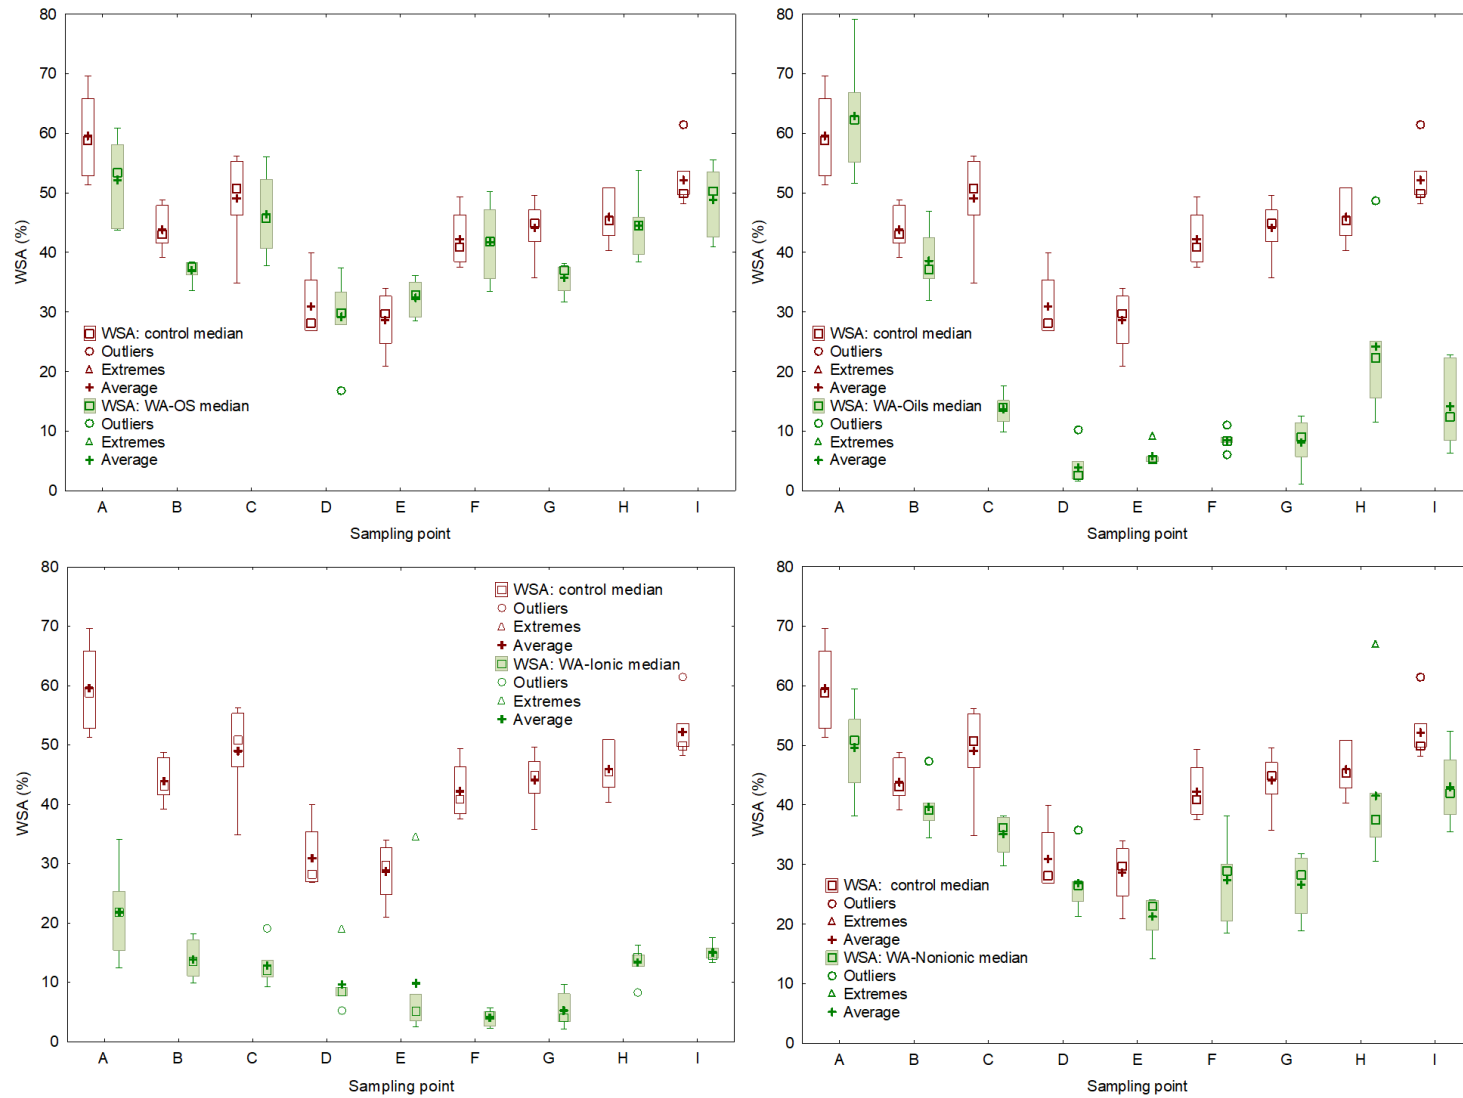 80
70
60
50
40
30
20
10
0
WSA (%)
WSA: control median
Outliers
Extremes
Average
WSA: WA-OS median
Outliers
Extremes
Average
A B C D E F G H I
Sampling point
80
70
60
50
40
30
20
10
0
WSA (%)
WSA: control median
Outliers
Extremes
Average
WSA: WA-Oils median
Outliers
Extremes
Average
A B C D E F G H I
Sampling point
80
70
60
50
40
30
20
10
0
WSA (%)
WSA: control median
Outliers
Extremes
Average
WSA: WA-Ionic median
Outliers
Extremes
Average
A B C D E F G H I
Sampling point
80
70
60
50
40
30
20
10
0
WSA (%)
WSA: control median
Outliers
Extremes
Average
WSA: WA-Nonionic median
Outliers
Extremes
Average
A B C D E F G H I
Sampling point